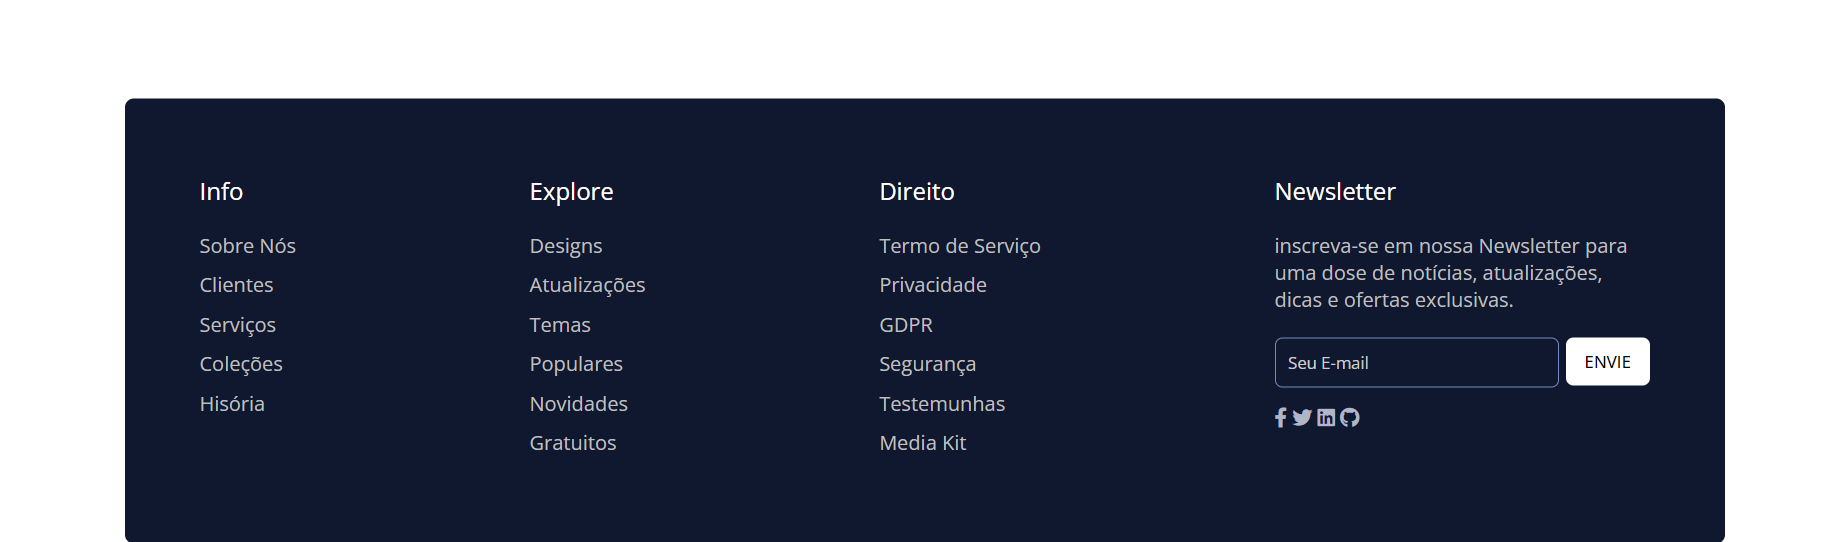 Info
Sobre Nós
Clientes
Serviços
Coleções
Hisória
Explore
Designs
Atualizações
Temas
Populares
Novidades
Gratuitos
Direito
Termo de Serviço
Privacidade
GDPR
Segurança
Testemunhas
Media Kit
Newsletter
inscreva-se em nossa Newsletter para
uma dose de notícias, atualizações,
dicas e ofertas exclusivas.
Seu E-mail
ENVIE